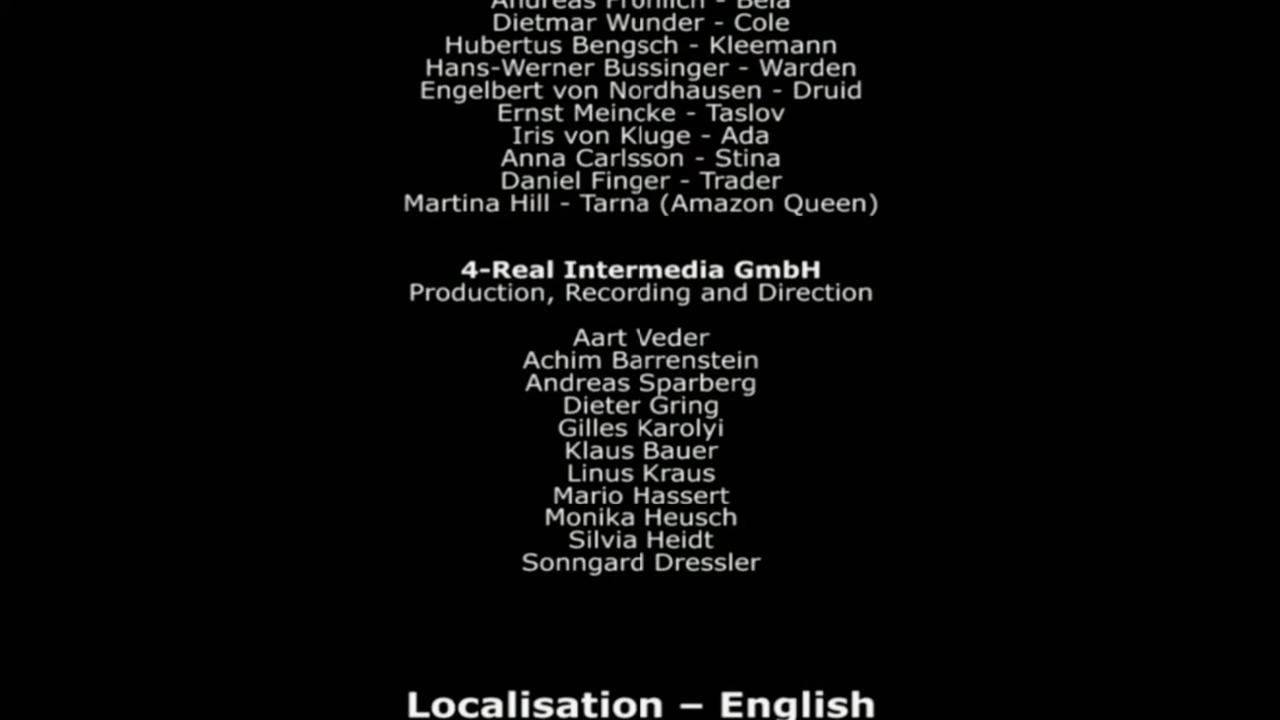 Andreas Fröhlich - Bela
Dietmar Wunder - Cole
Hubertus Bengsch - Kleemann
Hans-Werner Bussinger - Warden
Engelbert von Nordhausen - Druid
Ernst Meincke - Taslov
Iris von Kluge - Ada
Anna Carlsson - Stina
Daniel Finger - Trader
Martina Hill - Tarna (Amazon Queen)
4-Real Intermedia GmbH
Production, Recording and Direction
Aart Veder
Achim Barrenstein
Andreas Sparberg
Dieter Gring
Gilles Karolyi
Klaus Bauer
Linus Kraus
Mario Hassert
Monika Heusch
Silvia Heidt
Sonngard Dressler
Localisation – English